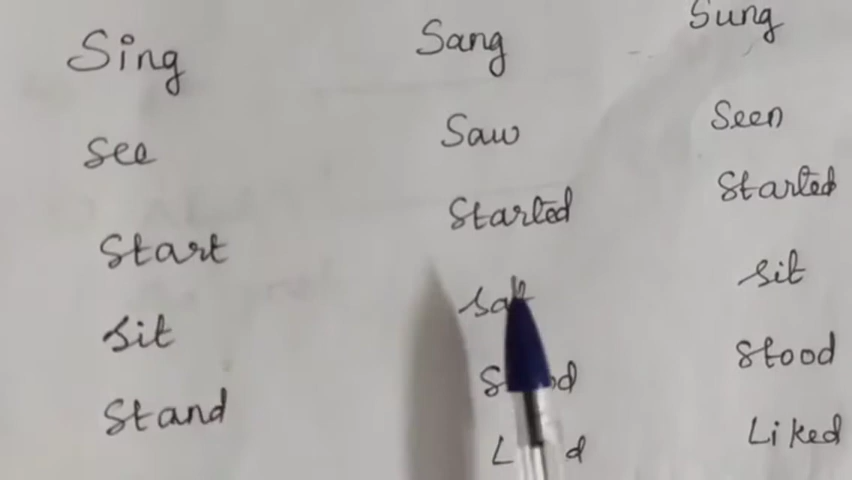 Sing Sang Sung
See Saw Seen
Start Started Started
Sit Sit
Stand Stood
Liked